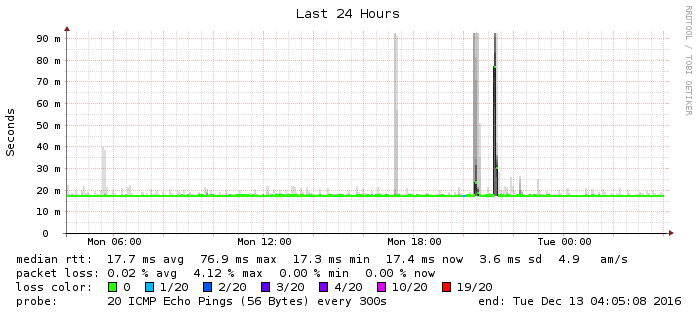 Last 24 Hours
RRDTOOL / TOBI OETIKER
Seconds
90 m
80 m
70 m
60 m
50 m
40 m
30 m
20 m
10 m
0
Mon 06:00 Mon 12:00 Mon 18:00 Tue 00:00
median rtt: 17.7 ms avg 76.9 ms max 17.3 ms min 17.4 ms now 3.6 ms sd 4.9 am/s
packet loss: 0.02 % avg 4.12 % max 0.00 % min 0.00 % now
loss color: 0 1/20 2/20 3/20 4/20 10/20 19/20
probe: 20 ICMP Echo Pings (56 Bytes) every 300s end: Tue Dec 13 04:05:08 2016